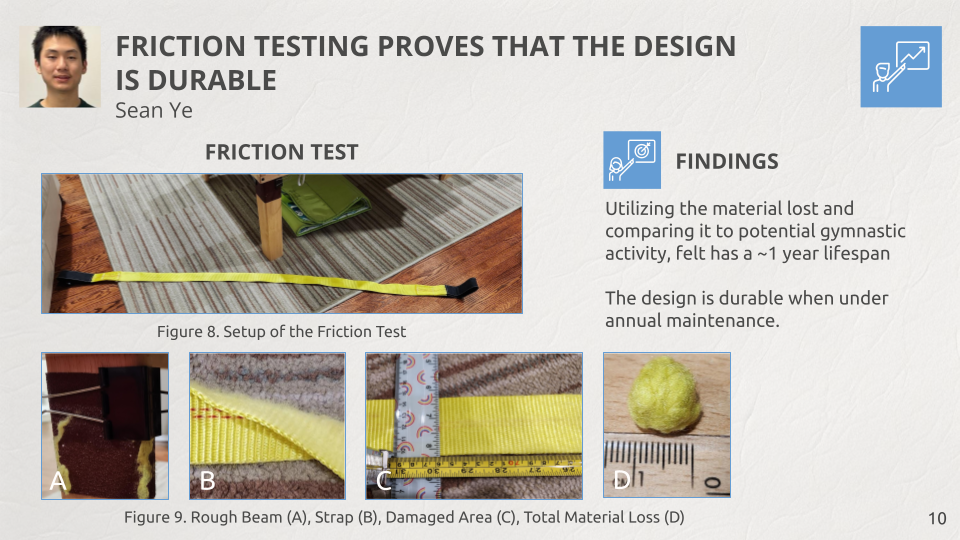 FRICTION TESTING PROVES THAT THE DESIGN
IS DURABLE
Sean Ye
FRICTION TEST
FINDINGS
Utilizing the material lost and
comparing it to potential gymnastic
activity, felt has a ~1 year lifespan
The design is durable when under
annual maintenance.
Figure 8. Setup of the Friction Test
A
B
C
D
1
0
Figure 9. Rough Beam (A), Strap (B), Damaged Area (C), Total Material Loss (D)
10